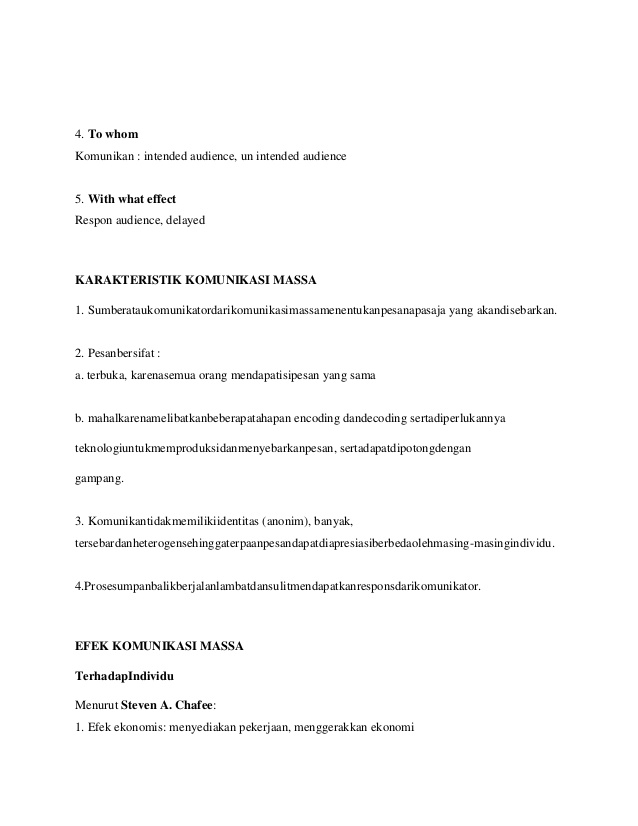 4. To whom
Komunikan : intended audience, un intended audience
5. With what effect
Respon audience, delayed
KARAKTERISTIK KOMUNIKASI MASSA
1. Sumberataukomunikatordarikomunikasimassamenentukanpesanapasaja yang akandisebarkan.
2. Pesanbersifat :
a. terbuka, karenasemua orang mendapatisipesan yang sama
b. mahalkarenamelibatkanbeberapatahapan encoding dandecoding sertadiperlukannya
teknologiuntukmemproduksidanmenyebarkanpesan, sertadapatdipotongdengan
gampang.
3. Komunikantidakmemilikiidentitas (anonim), banyak,
tersebardanheterogensehinggaterpaanpesandapatdiapresiasiberbedaolehmasing-masingindividu.
4.Prosesumpanbalikberjalanlambatdansulitmendapatkanresponsdarikomunikator.
EFEK KOMUNIKASI MASSA
TerhadapIndividu
Menurut Steven A. Chafee:
1. Efek ekonomis: menyediakan pekerjaan, menggerakkan ekonomi